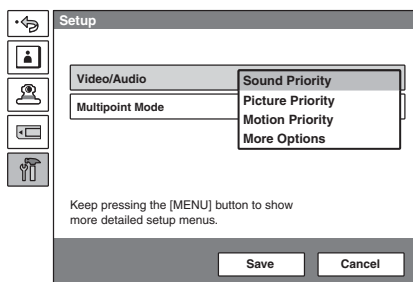 Setup
Video/Audio
Sound Priority
Picture Priority
Multipoint Mode
Motion Priority
More Options
Keep pressing the [MENU] button to show
more detailed setup menus.
Save Cancel